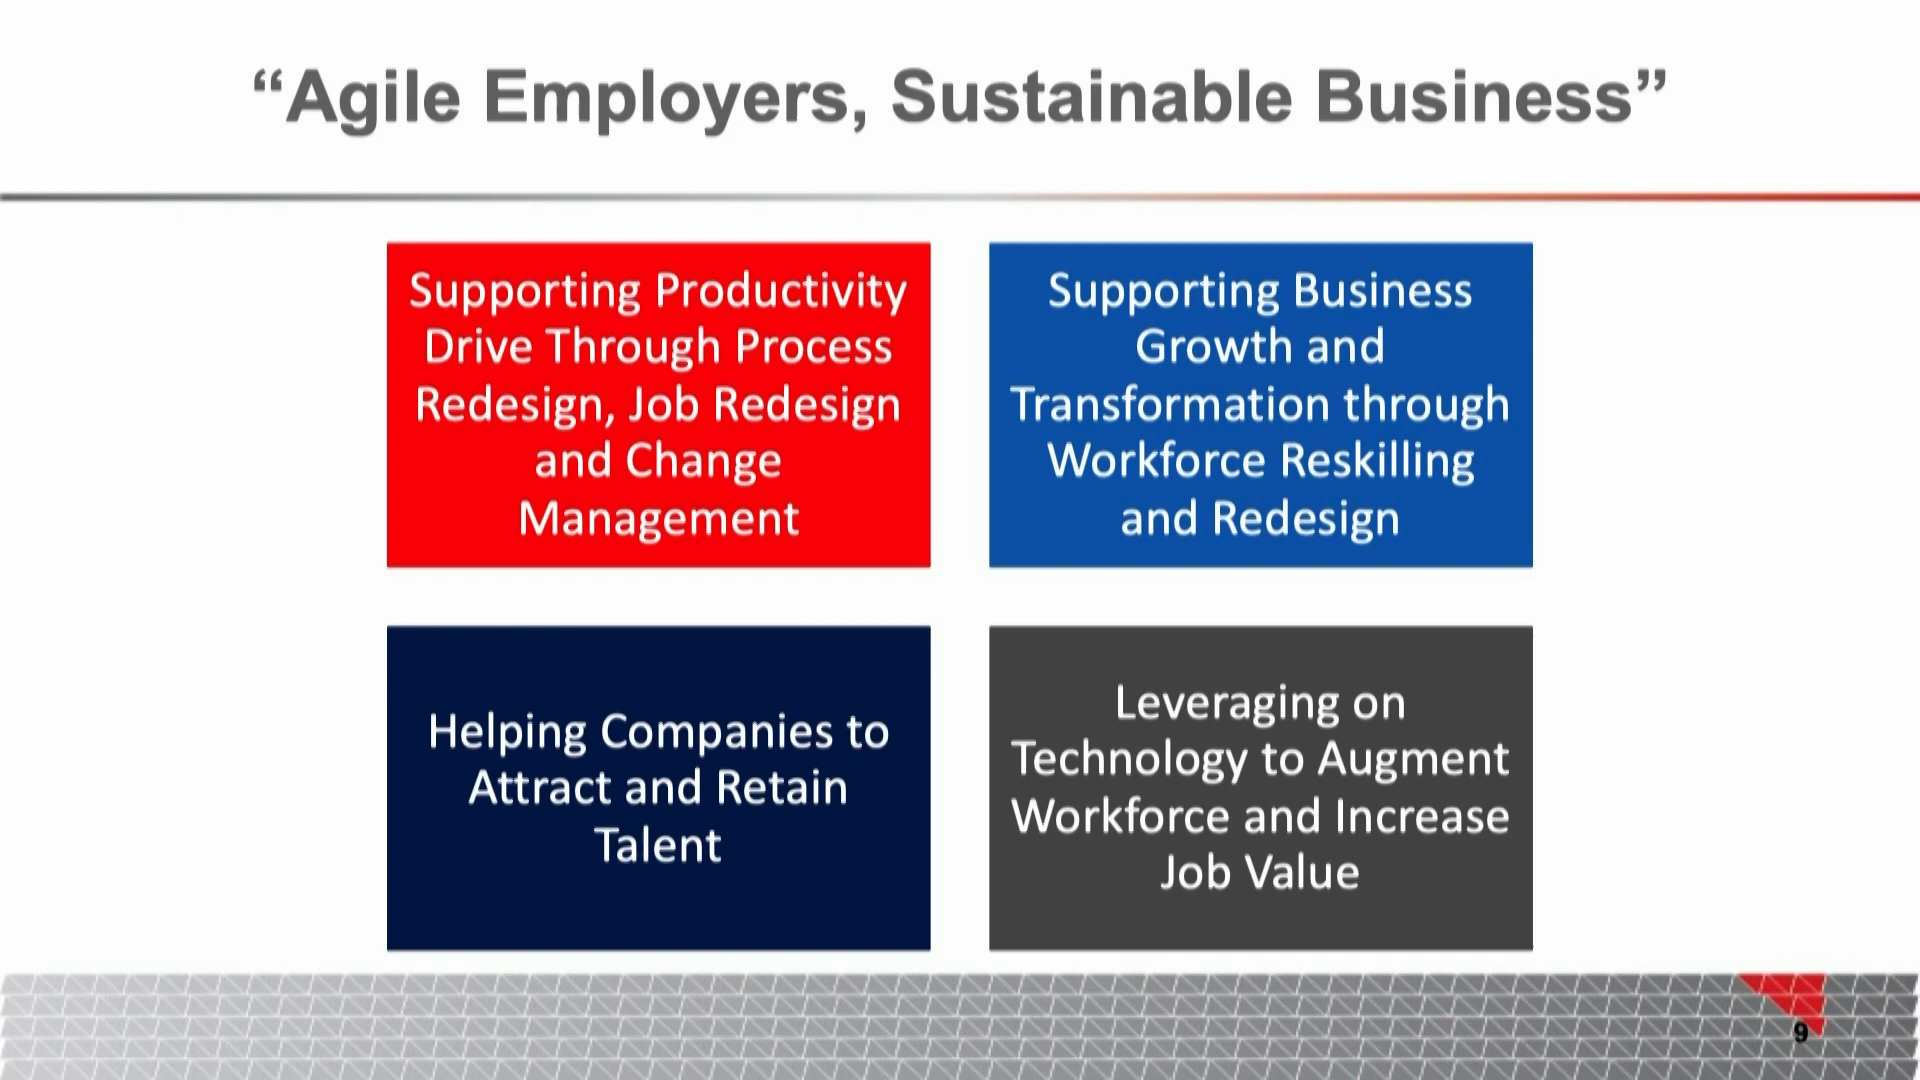 “Agile Employers, Sustainable Business”
Supporting Productivity
Drive Through Process
Redesign, Job Redesign
and Change
Management
Supporting Business
Growth and
Transformation through
Workforce Reskilling
and Redesign
Helping Companies to
Attract and Retain
Talent
Leveraging on
Technology to Augment
Workforce and Increase
Job Value
9